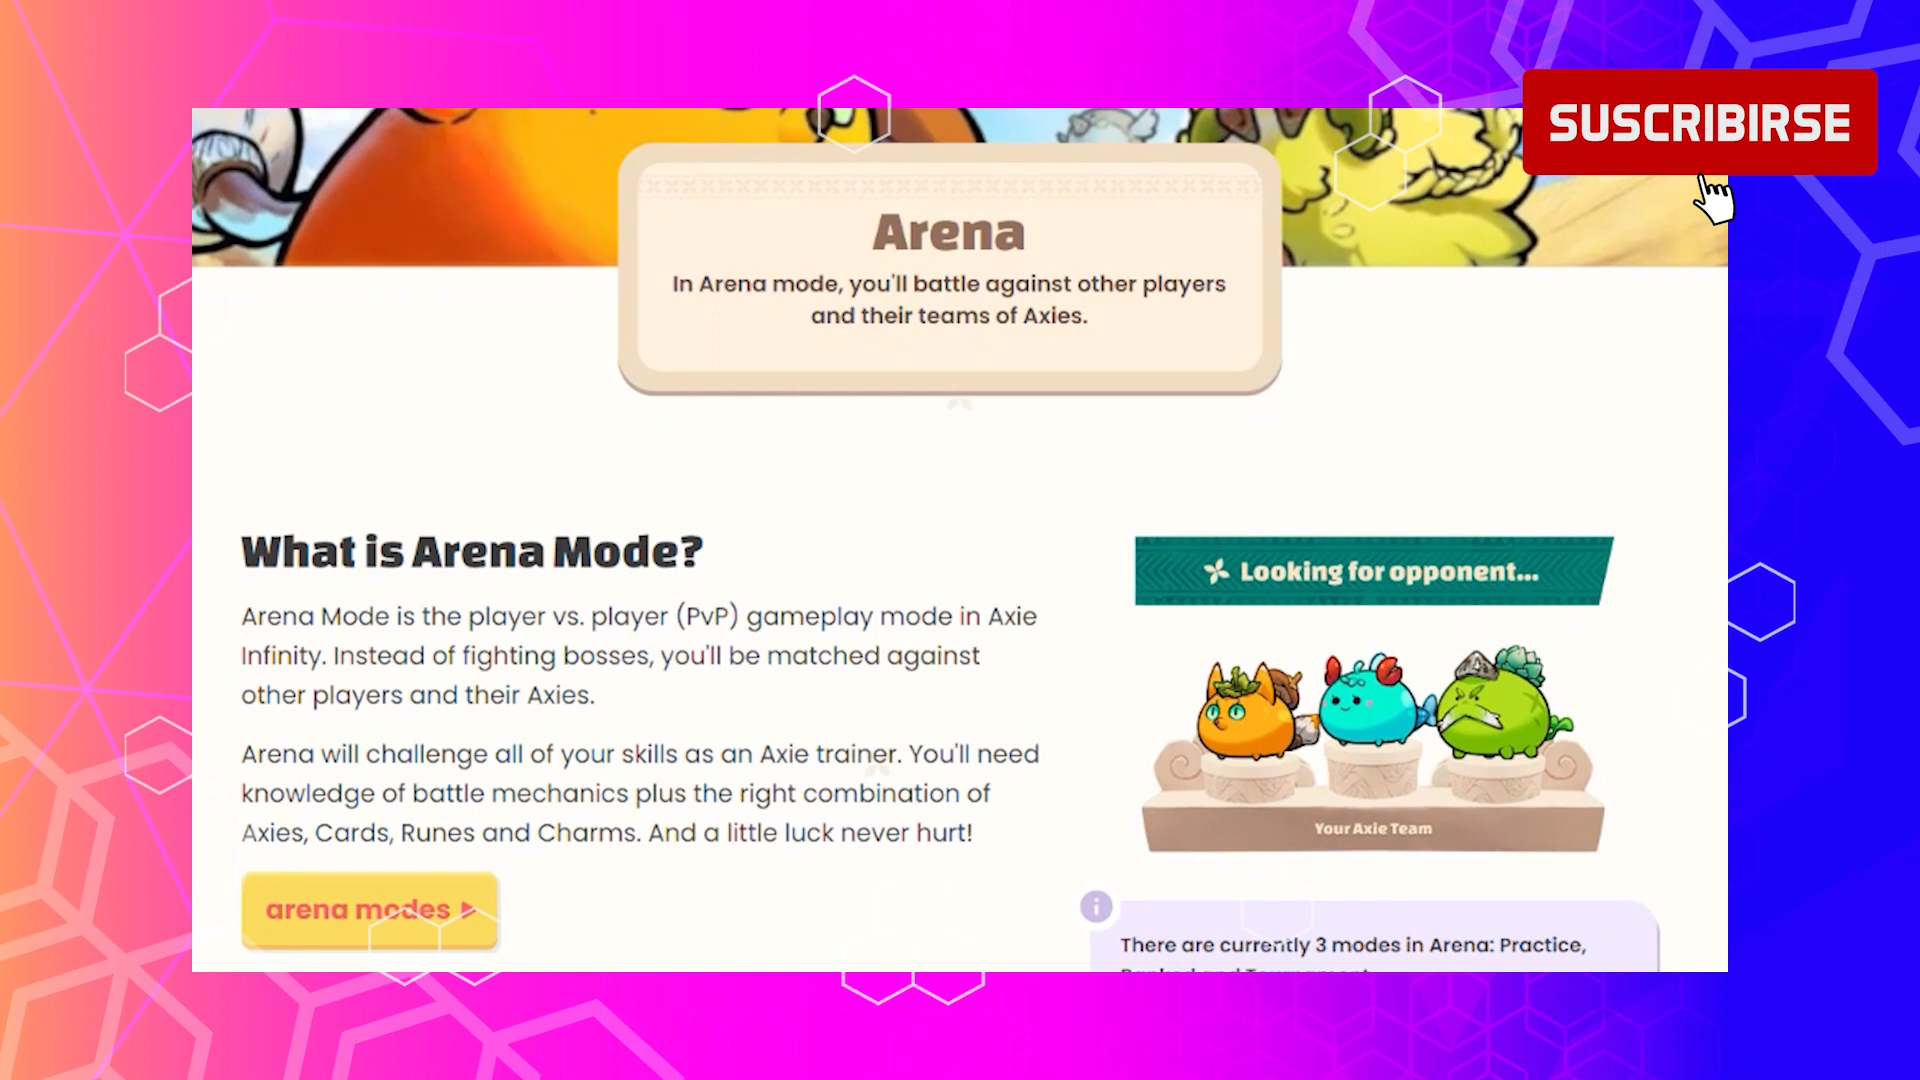 SUSCRIBIRSE
Arena
In Arena mode, you'll battle against other players
and their teams of Axies.
What is Arena Mode?
Arena Mode is the player vs. player (PvP) gameplay mode in Axie
Infinity. Instead of fighting bosses, you'll be matched against
other players and their Axies.
Arena will challenge all of your skills as an Axie trainer. You'll need
knowledge of battle mechanics plus the right combination of
Axies, Cards, Runes and Charms. And a little luck never hurt!
arena modes
Looking for opponent...
Your Axie Team
i
There are currently 3 modes in Arena: Practice,
Ranked and Tournament